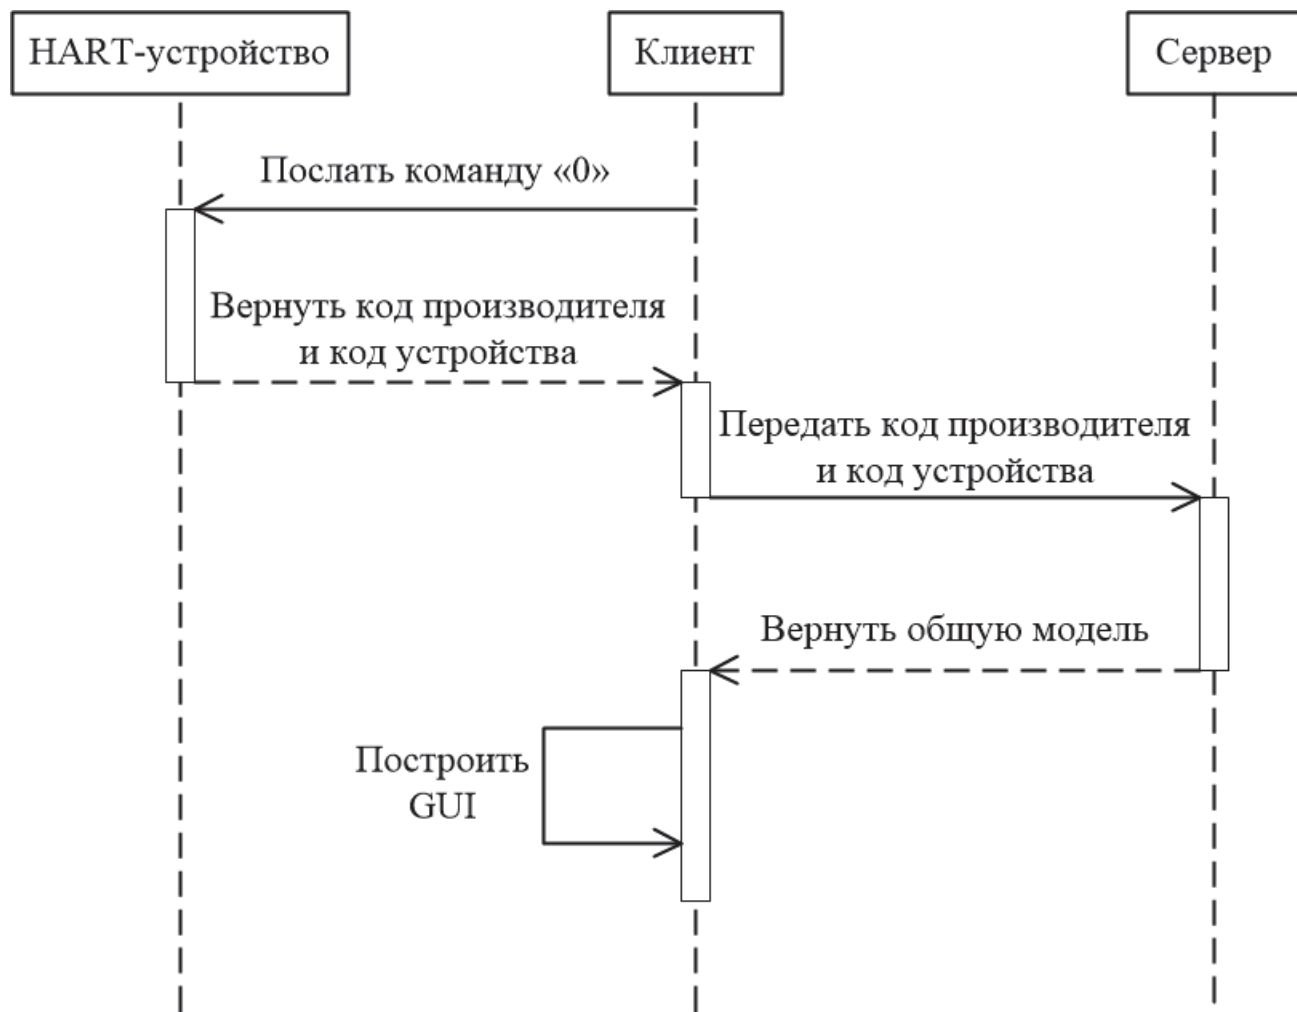 HART-устройство
Клиент
Сервер
Послать команду «0»
Вернуть код производителя
и код устройства
Передать код производителя
и код устройства
Вернуть общую модель
Построить
GUI